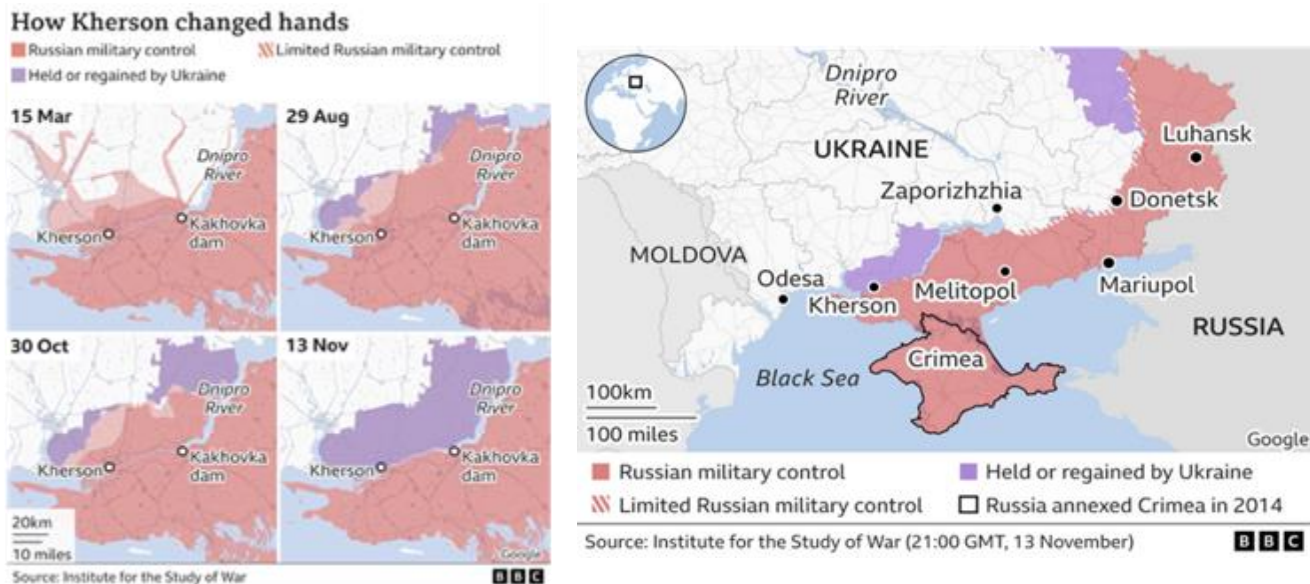 How Kherson changed hands
Russian military control
Limited Russian military control
Held or regained by Ukraine
15 Mar
Dnipro
River
Kherson
Kakhovka
dam
29 Aug
Dnipro
River
Kherson
Kakhovka
dam
30 Oct
Dnipro
River
Kherson
Kakhovka
dam
20km
10 miles
13 Nov
Dnipro
River
Kherson
Kakhovka
dam
Google
Source: Institute for the Study of War
BBC
Dnipro
River
UKRAINE
Luhansk
Zaporizhzhia
Donetsk
MOLDOVA
Odesa
Kherson
Melitopol
Mariupol
RUSSIA
Crimea
Black Sea
100km
100 miles
Google
Russian military control
Held or regained by Ukraine
Limited Russian military control
Russia annexed Crimea in 2014
Source: Institute for the Study of War (21:00 GMT, 13 November)
BBC